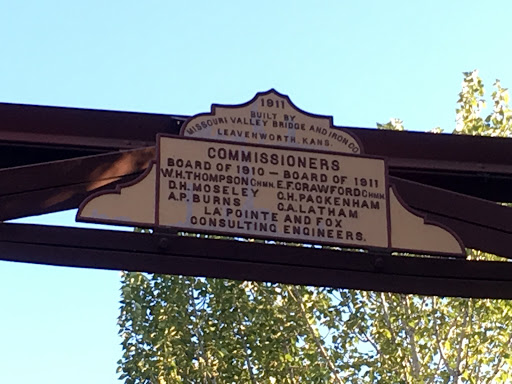 1911
BUILT BY
MISSOURI VALLEY BRIDGE AND IRON CO.
LEAVENWORTH, KANS.
COMMISSIONERS
BOARD OF 1910 – BOARD OF 1911
W.H. THOMPSON CHMN. E.F. CRAWFORD CHMN.
D.H. MOSELEY C.H. PACKENHAM
A.P. BURNS C.A. LATHAM
LA POINTE AND FOX
CONSULTING ENGINEERS.